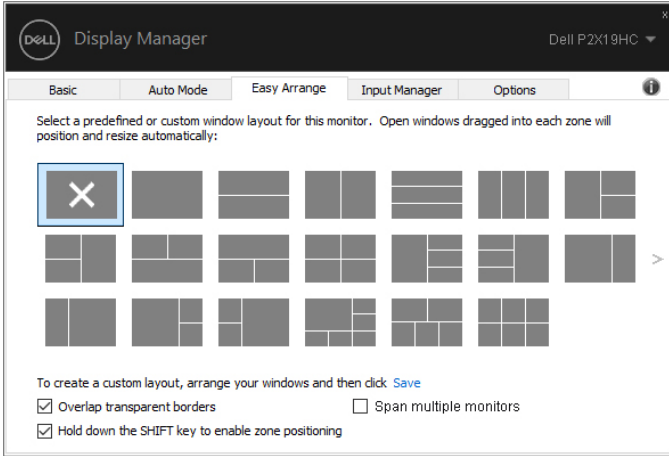 x
DELL Display Manager Dell P2X19HC
Basic Auto Mode Easy Arrange Input Manager Options i
Select a predefined or custom window layout for this monitor. Open windows dragged into each zone will
position and resize automatically:
>
To create a custom layout, arrange your windows and then click Save
Overlap transparent borders Span multiple monitors
Hold down the SHIFT key to enable zone positioning